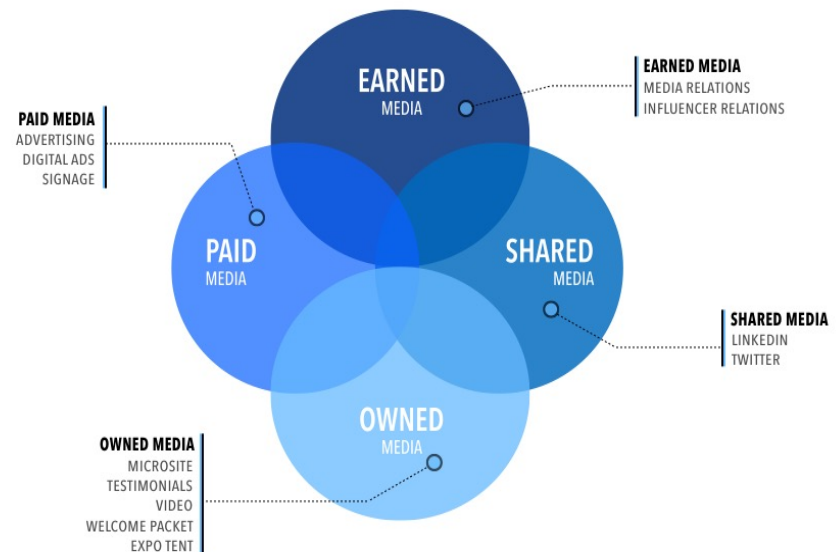 EARNED
MEDIA
EARNED MEDIA
MEDIA RELATIONS
INFLUENCER RELATIONS
PAID MEDIA
ADVERTISING
DIGITAL ADS
SIGNAGE
PAID
MEDIA
SHARED
MEDIA
SHARED MEDIA
LINKEDIN
TWITTER
OWNED
MEDIA
OWNED MEDIA
MICROSITE
TESTIMONIALS
VIDEO
WELCOME PACKET
EXPO TENT